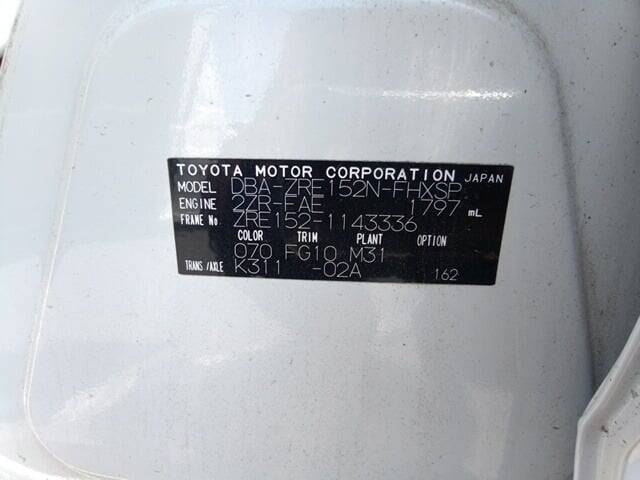 TOYOTA MOTOR CORPORATION JAPAN
MODEL DBA-ZRE152N-FHXSP
ENGINE 2ZR-FAE 1797 mL
FRAME No ZRE152-1143336
COLOR TRIM PLANT OPTION
070 FG10 M31
TRANS/AXLE K311 -02A 162